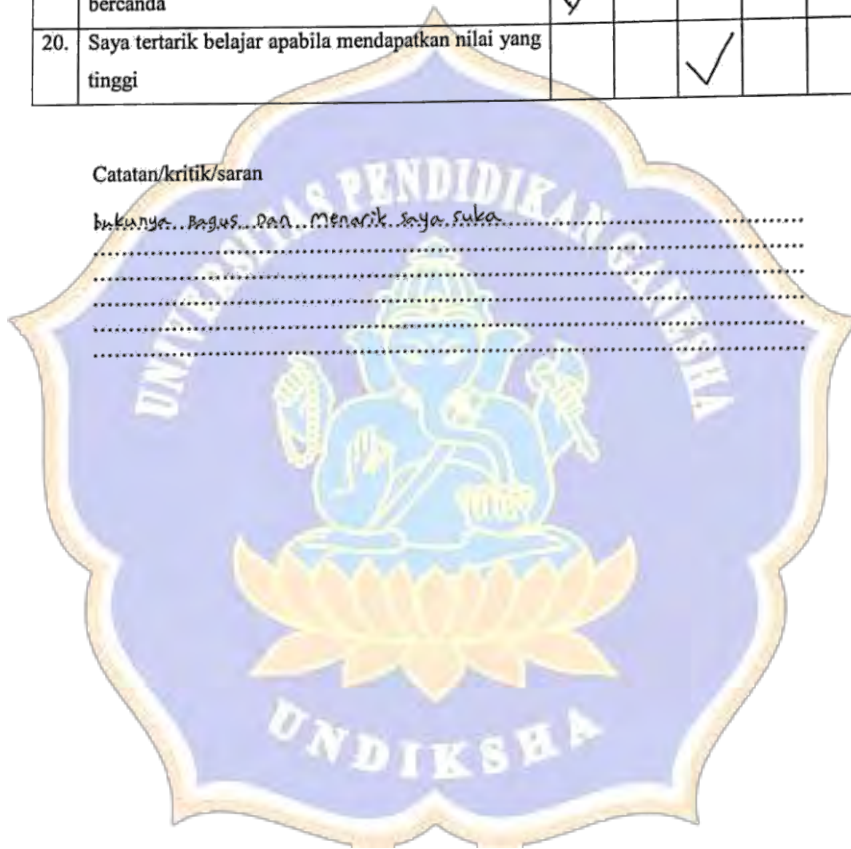 bercanda
20. Saya tertarik belajar apabila mendapatkan nilai yang
tinggi
Catatan/kritik/saran
bukunya Bagus Dan Menarik saya suka
UNIVERSITAS PENDIDIKAN GANESHA
UNDIKSHA